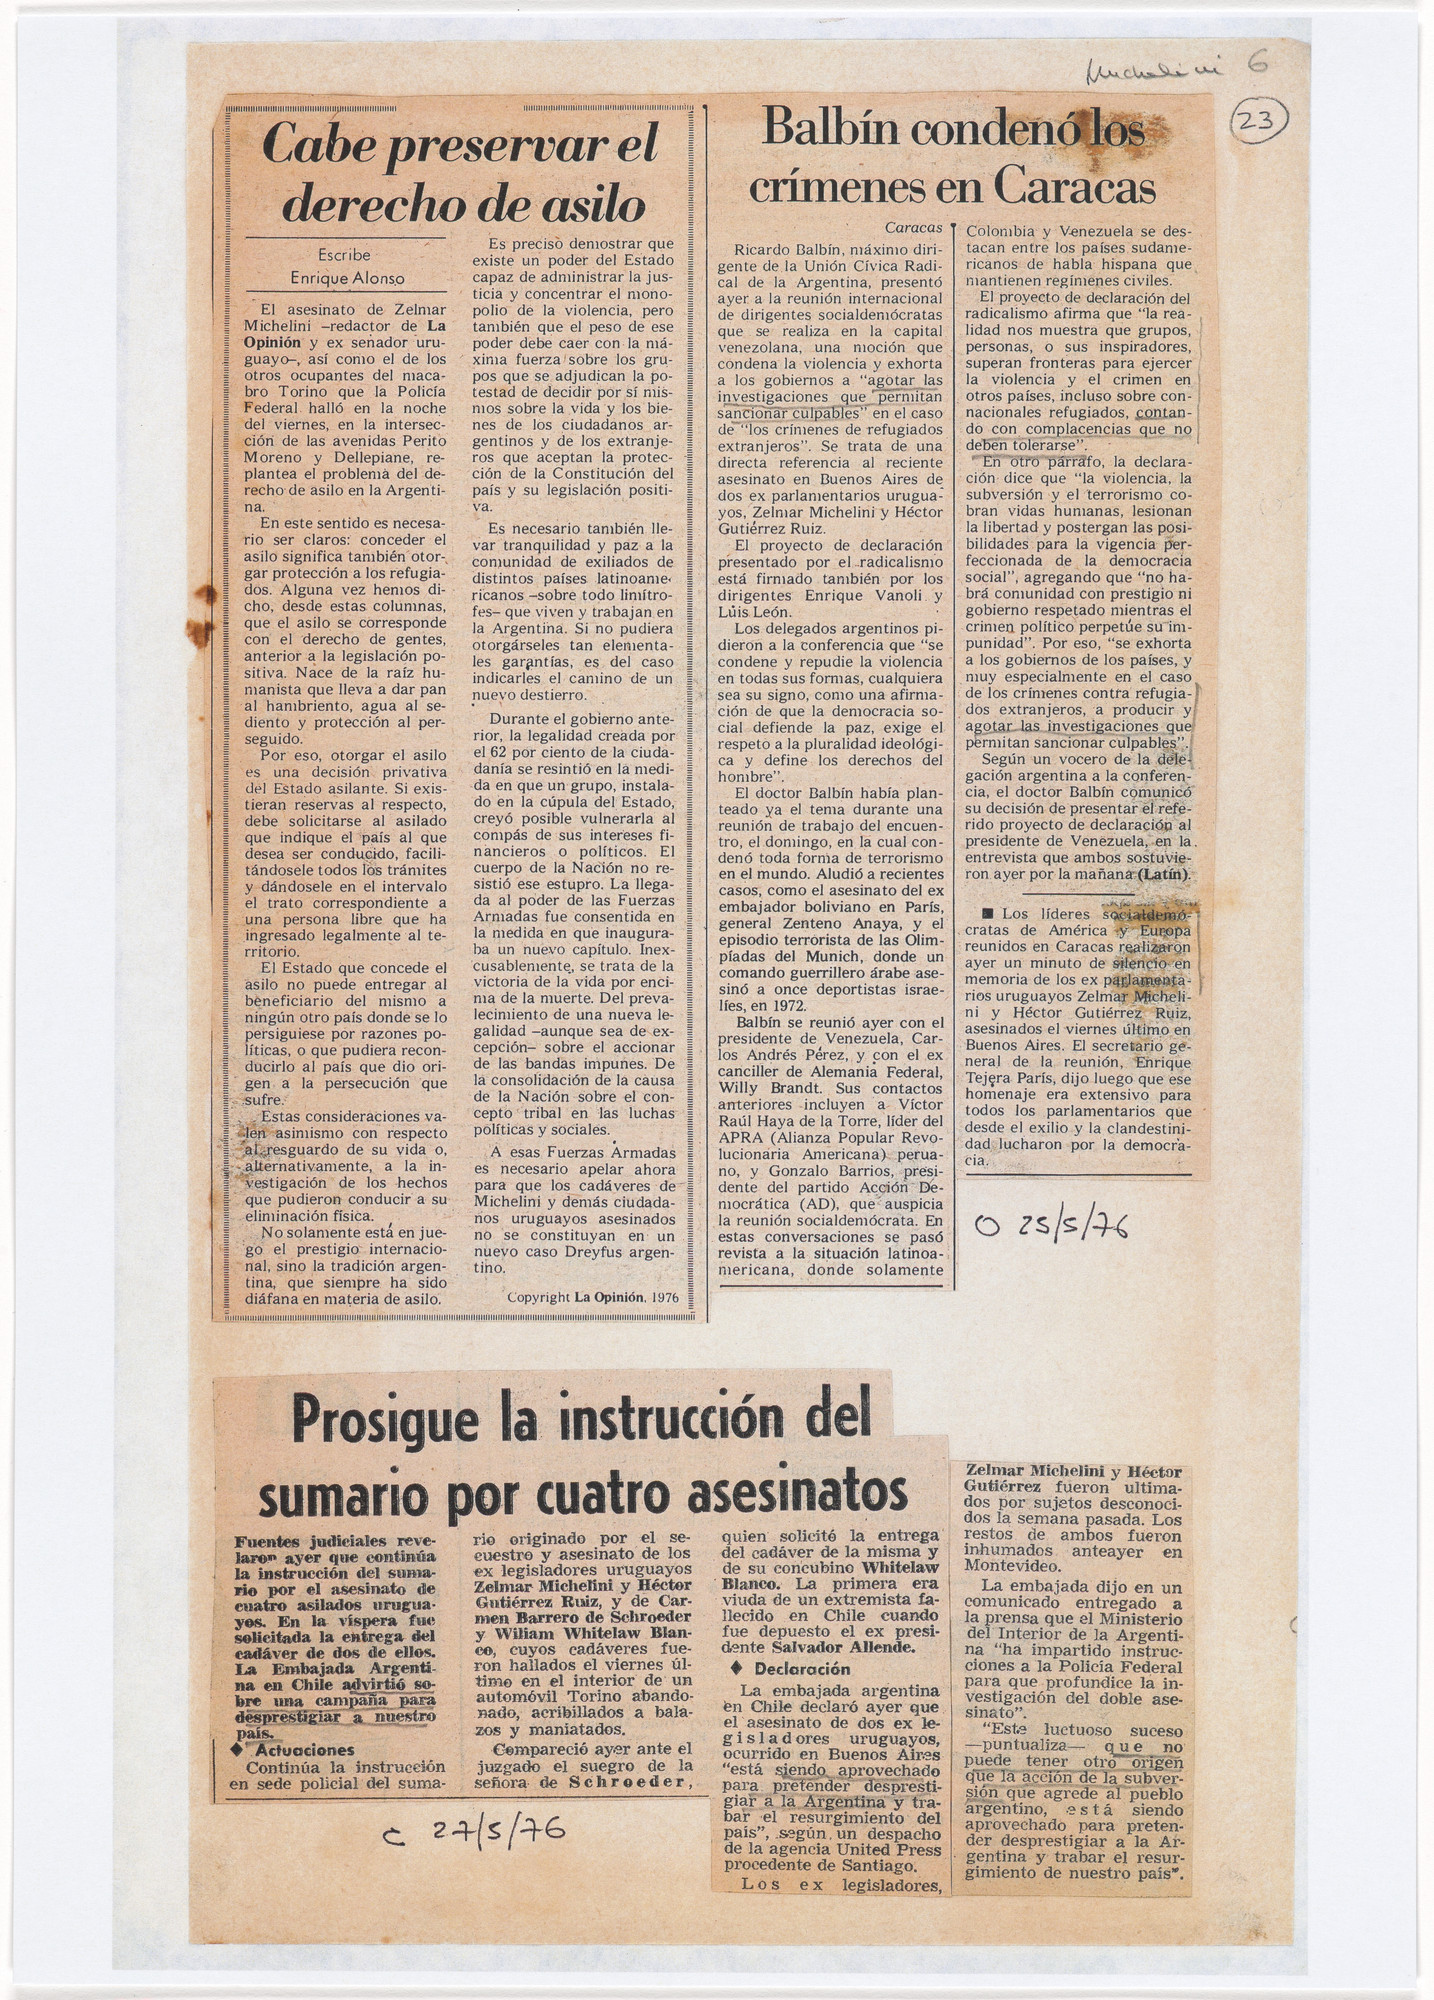 Michelini 6
23
Cabe preservar el
derecho de asilo
Escribe
Enrique Alonso
El asesinato de Zelmar
Michelini –redactor de La
Opinión y ex senador uru-
guayo–, así como el de los
otros ocupantes del maca-
bro Torino que la Policía
Federal halló en la noche
del viernes, en la intersec-
ción de las avenidas Perito
Moreno y Dellepiane, re-
plantea el problema del de-
recho de asilo en la Argenti-
na.
En este sentido es necesa-
rio ser claros: conceder el
asilo significa también otor-
gar protección a los refugia-
dos. Alguna vez hemos di-
cho, desde estas columnas,
que el asilo se corresponde
con el derecho de gentes,
anterior a la legislación po-
sitiva. Nace de la raíz hu-
manista que lleva a dar pan
al hambriento, agua al se-
diento y protección al per-
seguido.
Por eso, otorgar el asilo
es una decisión privativa
del Estado asilante. Si exis-
tieran reservas al respecto,
debe solicitarse al asilado
que indique el país al que
desea ser conducido, facili-
tándosele todos los trámites
y dándosele en el intervalo
el trato correspondiente a
una persona libre que ha
ingresado legalmente al te-
rritorio.
El Estado que concede el
asilo no puede entregar al
beneficiario del mismo a
ningún otro país donde se lo
persiguiese por razones po-
líticas, o que pudiera recon-
ducirlo al país que dio ori-
gen a la persecución que
sufre.
Estas consideraciones va-
len asimismo con respecto
al resguardo de su vida o,
alternativamente, a la in-
vestigación de los hechos
que pudieron conducir a su
eliminación física.
No solamente está en jue-
go el prestigio internacio-
nal, sino la tradición argen-
tina, que siempre ha sido
diáfana en materia de asilo.
Es preciso demostrar que
existe un poder del Estado
capaz de administrar la jus-
ticia y concentrar el mono-
polio de la violencia, pero
también que el peso de ese
poder debe caer con la má-
xima fuerza sobre los gru-
pos que se adjudican la po-
testad de decidir por sí mis-
mos sobre la vida y los bie-
nes de los ciudadanos ar-
gentinos y de los extranje-
ros que aceptan la protec-
ción de la Constitución del
país y su legislación positi-
va.
Es necesario también lle-
var tranquilidad y paz a la
comunidad de exiliados de
distintos países latinoame-
ricanos –sobre todo limítro-
fes– que viven y trabajan en
la Argentina. Si no pudiera
otorgárseles tan elementa-
les garantías, es del caso
indicarles el camino de un
nuevo destierro.
Durante el gobierno ante-
rior, la legalidad creada por
el 62 por ciento de la ciuda-
danía se resintió en la medi-
da en que un grupo, instala-
do en la cúpula del Estado,
creyó posible vulnerarla al
compás de sus intereses fi-
nancieros o políticos. El
cuerpo de la Nación no re-
sistió ese estupro. La llega-
da al poder de las Fuerzas
Armadas fue consentida en
la medida en que inaugura-
ba un nuevo capítulo. Inex-
cusablemente, se trata de la
victoria de la vida por enci-
ma de la muerte. Del preva-
lecimiento de una nueva le-
galidad –aunque sea de ex-
cepción– sobre el accionar
de las bandas impunes. De
la consolidación de la causa
de la Nación sobre el con-
cepto tribal en las luchas
políticas y sociales.
A esas Fuerzas Armadas
es necesario apelar ahora
para que los cadáveres de
Michelini y demás ciudada-
nos uruguayos asesinados
no se constituyan en un
nuevo caso Dreyfus argen-
tino.
Copyright La Opinión, 1976
Balbín condenó los
crímenes en Caracas
Caracas
Ricardo Balbín, máximo diri-
gente de la Unión Cívica Radi-
cal de la Argentina, presentó
ayer a la reunión internacional
de dirigentes socialdemócratas
que se realiza en la capital
venezolana, una moción que
condena la violencia y exhorta
a los gobiernos a "agotar las
investigaciones que permitan
sancionar culpables" en el caso
de "los crímenes de refugiados
extranjeros". Se trata de una
directa referencia al reciente
asesinato en Buenos Aires de
dos ex parlamentarios urugua-
yos, Zelmar Michelini y Héctor
Gutiérrez Ruiz.
El proyecto de declaración
presentado por el radicalismo
está firmado también por los
dirigentes Enrique Vanoli y
Luis León.
Los delegados argentinos pi-
dieron a la conferencia que "se
condene y repudie la violencia
en todas sus formas, cualquiera
sea su signo, como una afirma-
ción de que la democracia so-
cial defiende la paz, exige el
respeto a la pluralidad ideológi-
ca y define los derechos del
hombre".
El doctor Balbín había plan-
teado ya el tema durante una
reunión de trabajo del encuen-
tro, el domingo, en la cual con-
denó toda forma de terrorismo
en el mundo. Aludió a recientes
casos, como el asesinato del ex
embajador boliviano en París,
general Zenteno Anaya, y el
episodio terrorista de las Olim-
píadas del Munich, donde un
comando guerrillero árabe ase-
sinó a once deportistas israe-
líes, en 1972.
Balbín se reunió ayer con el
presidente de Venezuela, Car-
los Andrés Pérez, y con el ex
canciller de Alemania Federal,
Willy Brandt. Sus contactos
anteriores incluyen a Víctor
Raúl Haya de la Torre, líder del
APRA (Alianza Popular Revo-
lucionaria Americana) perua-
no, y Gonzalo Barrios, presi-
dente del partido Acción De-
mocrática (AD), que auspicia
la reunión socialdemócrata. En
estas conversaciones se pasó
revista a la situación latinoa-
mericana, donde solamente
Colombia y Venezuela se des-
tacan entre los países sudame-
ricanos de habla hispana que
mantienen regímenes civiles.
El proyecto de declaración del
radicalismo afirma que "la rea-
lidad nos muestra que grupos,
personas, o sus inspiradores,
superan fronteras para ejercer
la violencia y el crimen en
otros países, incluso sobre con-
nacionales refugiados, contan-
do con complacencias que no
deben tolerarse".
En otro párrafo, la declara-
ción dice que "la violencia, la
subversión y el terrorismo co-
bran vidas humanas, lesionan
la libertad y postergan las posi-
bilidades para la vigencia per-
feccionada de la democracia
social", agregando que "no ha-
brá comunidad con prestigio ni
gobierno respetado mientras el
crimen político perpetúe su im-
punidad". Por eso, "se exhorta
a los gobiernos de los países, y
muy especialmente en el caso
de los crímenes contra refugia-
dos extranjeros, a producir y
agotar las investigaciones que
permitan sancionar culpables".
Según un vocero de la dele-
gación argentina a la conferen-
cia, el doctor Balbín comunicó
su decisión de presentar el refe-
rido proyecto de declaración al
presidente de Venezuela, en la
entrevista que ambos sostuvie-
ron ayer por la mañana (Latín).
■ Los líderes socialdemó-
cratas de América y Europa
reunidos en Caracas realizaron
ayer un minuto de silencio en
memoria de los ex parlamenta-
rios uruguayos Zelmar Micheli-
ni y Héctor Gutiérrez Ruiz,
asesinados el viernes último en
Buenos Aires. El secretario ge-
neral de la reunión, Enrique
Tejera París, dijo luego que ese
homenaje era extensivo para
todos los parlamentarios que
desde el exilio y la clandestini-
dad lucharon por la democra-
cia.
O 25/5/76
Prosigue la instrucción del
sumario por cuatro asesinatos
Fuentes judiciales reve-
laron ayer que continúa
la instrucción del suma-
rio por el asesinato de
cuatro asilados urugua-
yos. En la víspera fue
solicitada la entrega del
cadáver de dos de ellos.
La Embajada Argenti-
na en Chile advirtió so-
bre una campaña para
desprestigiar a nuestro
país.
♦ Actuaciones
Continúa la instrucción
en sede policial del suma-
rio originado por el se-
cuestro y asesinato de los
ex legisladores uruguayos
Zelmar Michelini y Héctor
Gutiérrez Ruiz, y de Car-
men Barrero de Schroeder
y Wiliam Whitelaw Blan-
co, cuyos cadáveres fue-
ron hallados el viernes úl-
timo en el interior de un
automóvil Torino abando-
nado, acribillados a bala-
zos y maniatados.
Compareció ayer ante el
juzgado el suegro de la
señora de Schroeder,
quien solicitó la entrega
del cadáver de la misma y
de su concubino Whitelaw
Blanco. La primera era
viuda de un extremista fa-
llecido en Chile cuando
fue depuesto el ex presi-
dente Salvador Allende.
♦ Declaración
La embajada argentina
en Chile declaró ayer que
el asesinato de dos ex le-
gisladores uruguayos,
ocurrido en Buenos Aires
"está siendo aprovechado
para pretender despresti-
giar a la Argentina y tra-
bar el resurgimiento del
país", según un despacho
de la agencia United Press
procedente de Santiago.
Los ex legisladores,
Zelmar Michelini y Héctor
Gutiérrez fueron ultima-
dos por sujetos desconoci-
dos la semana pasada. Los
restos de ambos fueron
inhumados anteayer en
Montevideo.
La embajada dijo en un
comunicado entregado a
la prensa que el Ministerio
del Interior de la Argenti-
na "ha impartido instruc-
ciones a la Policía Federal
para que profundice la in-
vestigación del doble ase-
sinato".
"Este luctuoso suceso
—puntualiza— que no
puede tener otro origen
que la acción de la subver-
sión que agrede al pueblo
argentino, está siendo
aprovechado para preten-
der desprestigiar a la Ar-
gentina y trabar el resur-
gimiento de nuestro país".
C 27/5/76